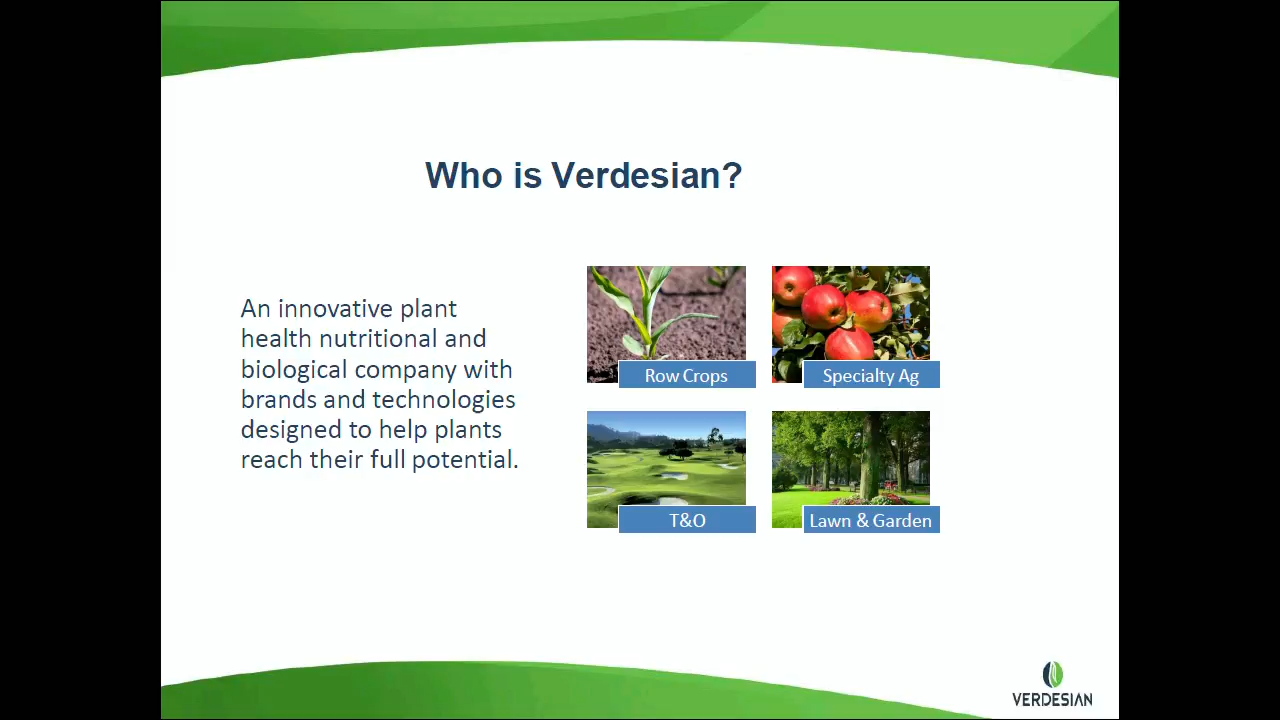 Who is Verdesian?
An innovative plant
health nutritional and
biological company with
brands and technologies
designed to help plants
reach their full potential.
Row Crops
Specialty Ag
T&O
Lawn & Garden
VERDESIAN